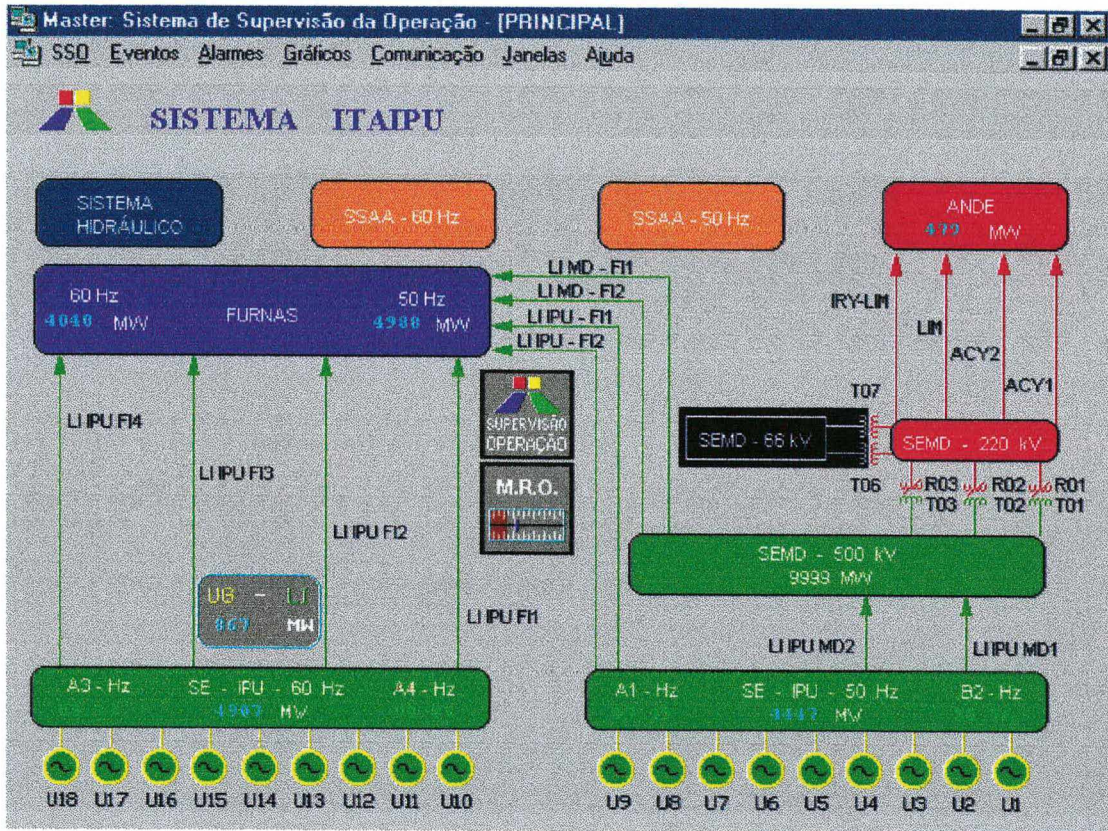 Master: Sistema de Supervisão da Operação - [PRINCIPAL]
SSO Eventos Alarmes Gráficos Comunicação Janelas Ajuda
SISTEMA ITAIPU
SISTEMA
HIDRÁULICO
SSAA - 60 Hz
SSAA - 50 Hz
ANDE
MW
60 Hz
MW
FURNAS
50 Hz
MW
LI MD - FI1
LI MD - FI2
LI IPU - FI1
LI IPU - FI2
IRY-LIM
LIM
ACY2
ACY1
SUPERVISÃO
OPERAÇÃO
M.R.O.
T07
SEMD - 66 kV
T06
SEMD - 220 kV
R03
T03
R02
T02
R01
T01
LI IPU FI4
LI IPU FI3
LI IPU FI2
LI IPU FI1
MW
SEMD - 500 kV
9999 MW
LI IPU MD2
LI IPU MD1
A3 - Hz SE - IPU - 60 Hz A4 - Hz
MW
A1 - Hz SE - IPU - 50 Hz B2 - Hz
MW
U18 U17 U16 U15 U14 U13 U12 U11 U10
U9 U8 U7 U6 U5 U4 U3 U2 U1